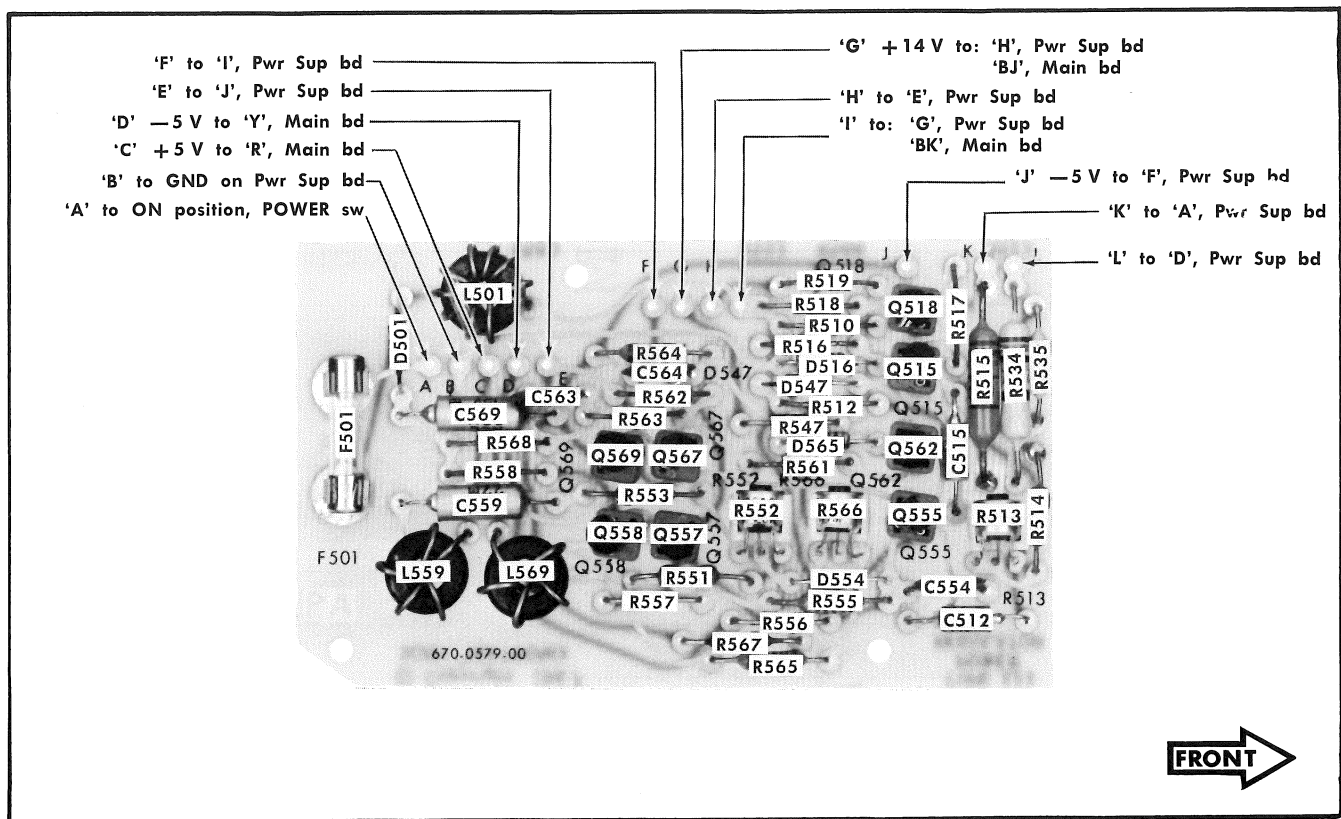 'F' to 'I', Pwr Sup bd
'E' to 'J', Pwr Sup bd
'D' —5 V to 'Y', Main bd
'C' +5 V to 'R', Main bd
'B' to GND on Pwr Sup bd
'A' to ON position, POWER sw
'G' +14 V to: 'H', Pwr Sup bd
'BJ', Main bd
'H' to 'E', Pwr Sup bd
'I' to: 'G', Pwr Sup bd
'BK', Main bd
'J' —5 V to 'F', Pwr Sup bd
'K' to 'A', Pwr Sup bd
'L' to 'D', Pwr Sup bd
F G
Q518
J
K
L501
R519
R518
Q518
R517
R510
D501
R516
R564
D516
Q515
R515
R534
R535
C564
D547
D547
A B C D E
C563
R562
R512
Q515
C569
R563
R547
F501
R568
Q567
D565
Q562
C515
Q569
Q569
Q567
R561
R558
R552
R566
Q562
R553
C559
R552
R566
Q555
R513
R514
Q558
Q557
Q557
Q555
F501
L559
L569
Q558
R551
D554
C554
R513
R557
R555
R556
C512
R567
670-0579-00
R565
FRONT